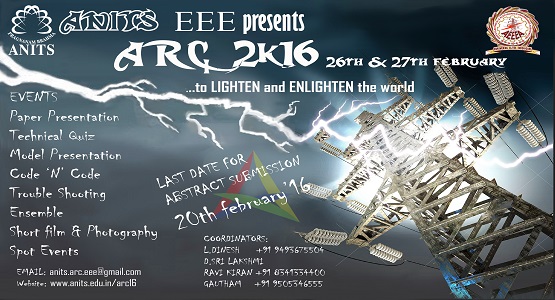 PRAGNANAM BRAHMA
ANITS
ANITS EEE presents
ARC 2K16 26TH & 27TH FEBRUARY
...to LIGHTEN and ENLIGHTEN the world
EVENTS
Paper Presentation
Technical Quiz
Model Presentation
Code 'N' Code
Trouble Shooting
Ensemble
Short film & Photography
Spot Events
EMAIL: anits.arc.eee@gmail.com
Website: www.anits.edu.in/arc16
LAST DATE FOR
ABSTRACT SUBMISSION
20th february '16
COORDINATORS:
L.DINESH +91 9493675504
D.SRI LAKSHMI
RAVI KIRAN +91 8341334400
GAUTHAM +91 9505346555